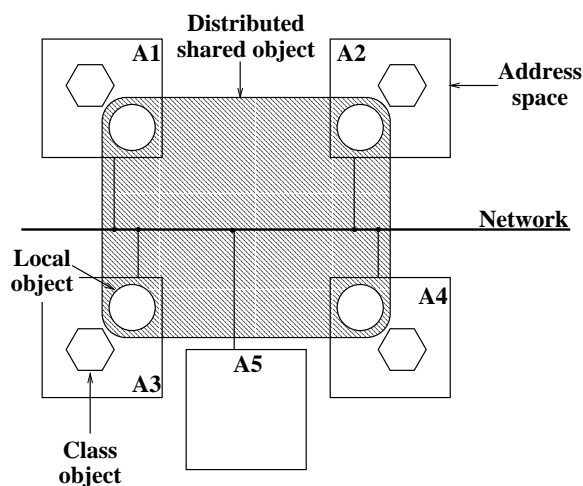 Distributed
shared object
A1
A2
Address
space
Network
Local
object
A4
A3
A5
Class
object